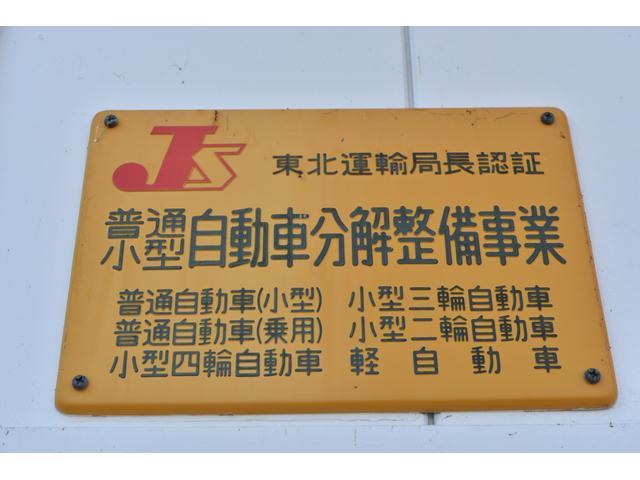 JS 東北運輸局長認証
普通
小型 自動車分解整備事業
普通自動車(小型) 小型三輪自動車
普通自動車(乗用) 小型二輪自動車
小型四輪自動車 軽自動車